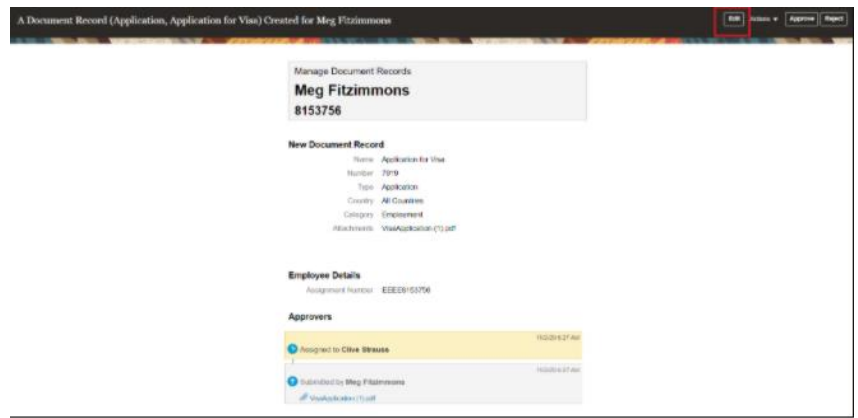 A Document Record (Application, Application for Visa) Created for Meg Fitzimmons
Edit Actions Approve Reject
Manage Document Records
Meg Fitzimmons
8153756
New Document Record
Name Application for Visa
Number 7919
Type Application
Country All Countries
Category Employment
Attachments VisaApplication (1).pdf
Employee Details
Assignment Number EEEE8153756
Approvers
Assigned to Clive Strauss
Submitted by Meg Fitzimmons
VisaApplication (1).pdf